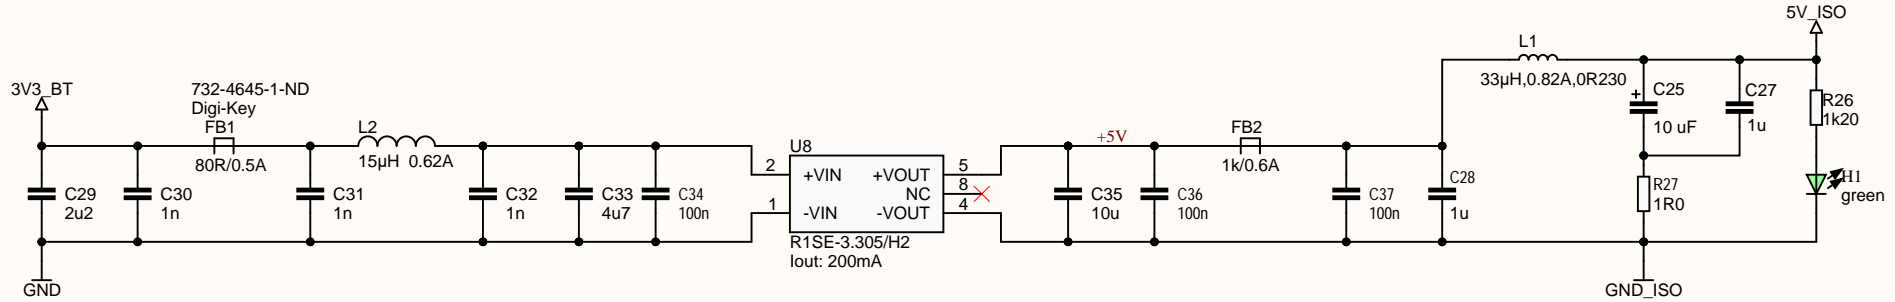 5V_ISO
L1
33µH,0.82A,0R230
3V3_BT
732-4645-1-ND
Digi-Key
FB1
80R/0.5A
L2
15µH 0.62A
C29
2u2
C30
1n
C31
1n
C32
1n
C33
4u7
C34
100n
U8
2
+VIN
1
-VIN
+VOUT
5
NC
8
-VOUT
4
R1SE-3.305/H2
Iout: 200mA
+5V
C35
10u
C36
100n
FB2
1k/0.6A
C37
100n
C28
1u
+
C25
10 uF
C27
1u
R26
1k20
R27
1R0
H1
green
GND
GND_ISO